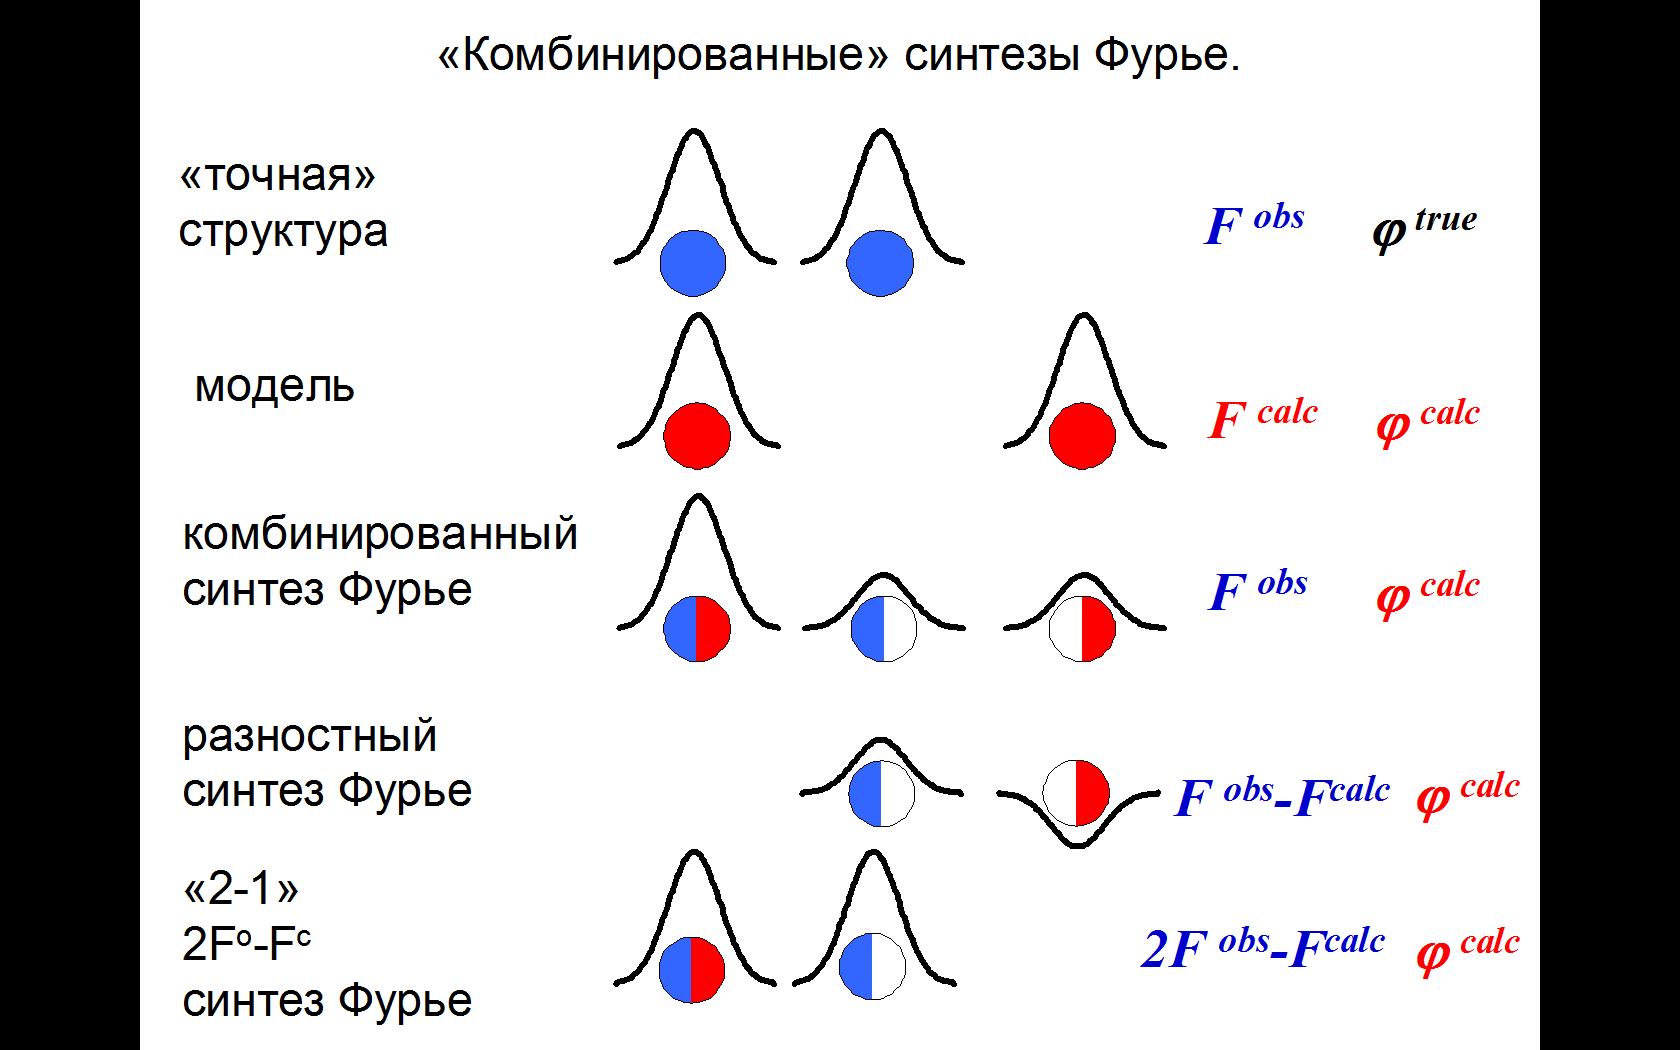 «Комбинированные» синтезы Фурье.
«точная»
структура
F obs φ true
модель
F calc φ calc
комбинированный
синтез Фурье
F obs φ calc
разностный
синтез Фурье
F obs-Fcalc φ calc
«2-1»
2Fᵒ-Fᶜ
синтез Фурье
2F obs-Fcalc φ calc